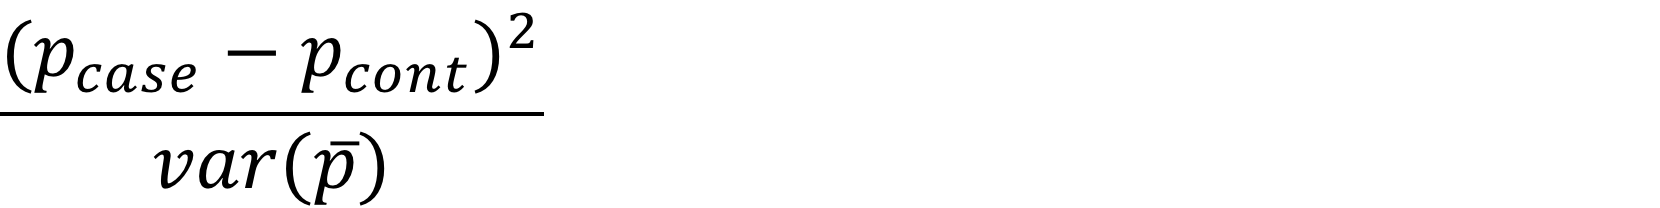 (p_case − p_cont)²
var(p̄)